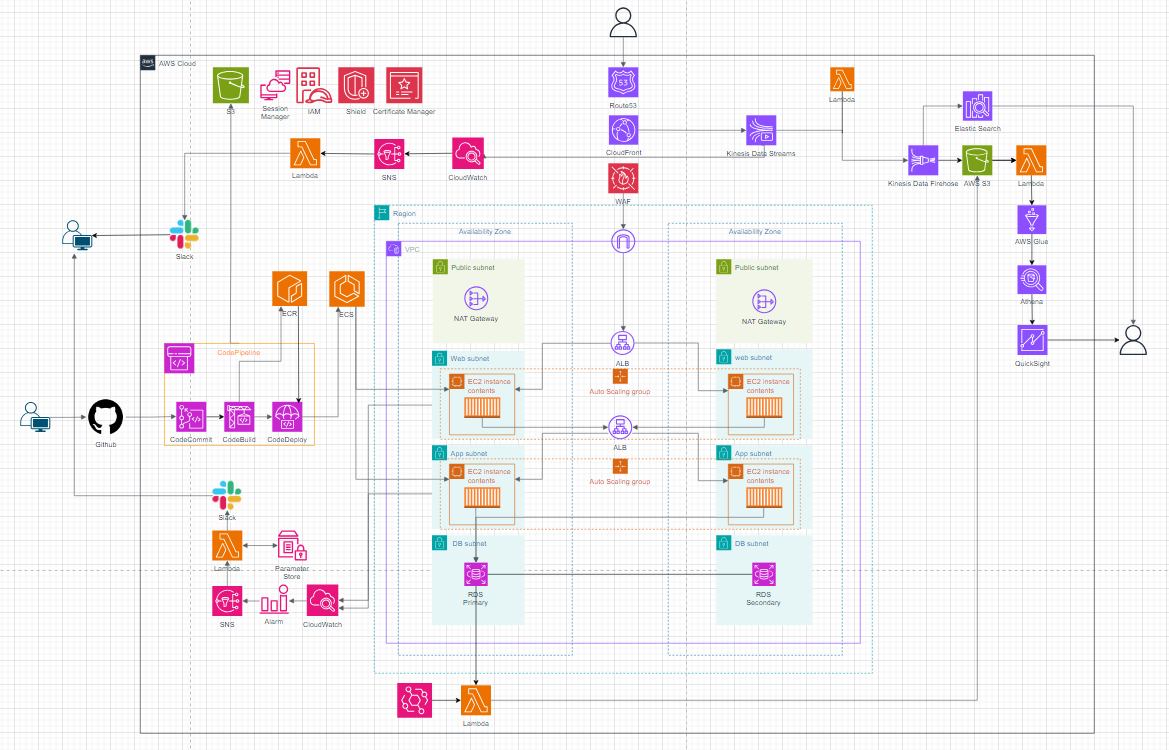 aws
AWS Cloud
S3
Session
Manager
IAM
Shield
Certificate Manager
53
Route53
Lambda
Elastic Search
CloudFront
Kinesis Data Streams
Lambda
SNS
CloudWatch
WAF
Kinesis Data Firehose
AWS S3
Lambda
Region
Availability Zone
Availability Zone
AWS Glue
Slack
VPC
Public subnet
Public subnet
NAT Gateway
NAT Gateway
Athena
ECR
ECS
CodePipeline
Web subnet
ALB
web subnet
QuickSight
EC2 instance
contents
Auto Scaling group
EC2 instance
contents
Github
CodeCommit
CodeBuild
CodeDeploy
ALB
App subnet
App subnet
EC2 instance
contents
Auto Scaling group
EC2 instance
contents
Slack
DB subnet
DB subnet
Lambda
Parameter
Store
RDS
Primary
RDS
Secondary
SNS
Alarm
CloudWatch
Lambda